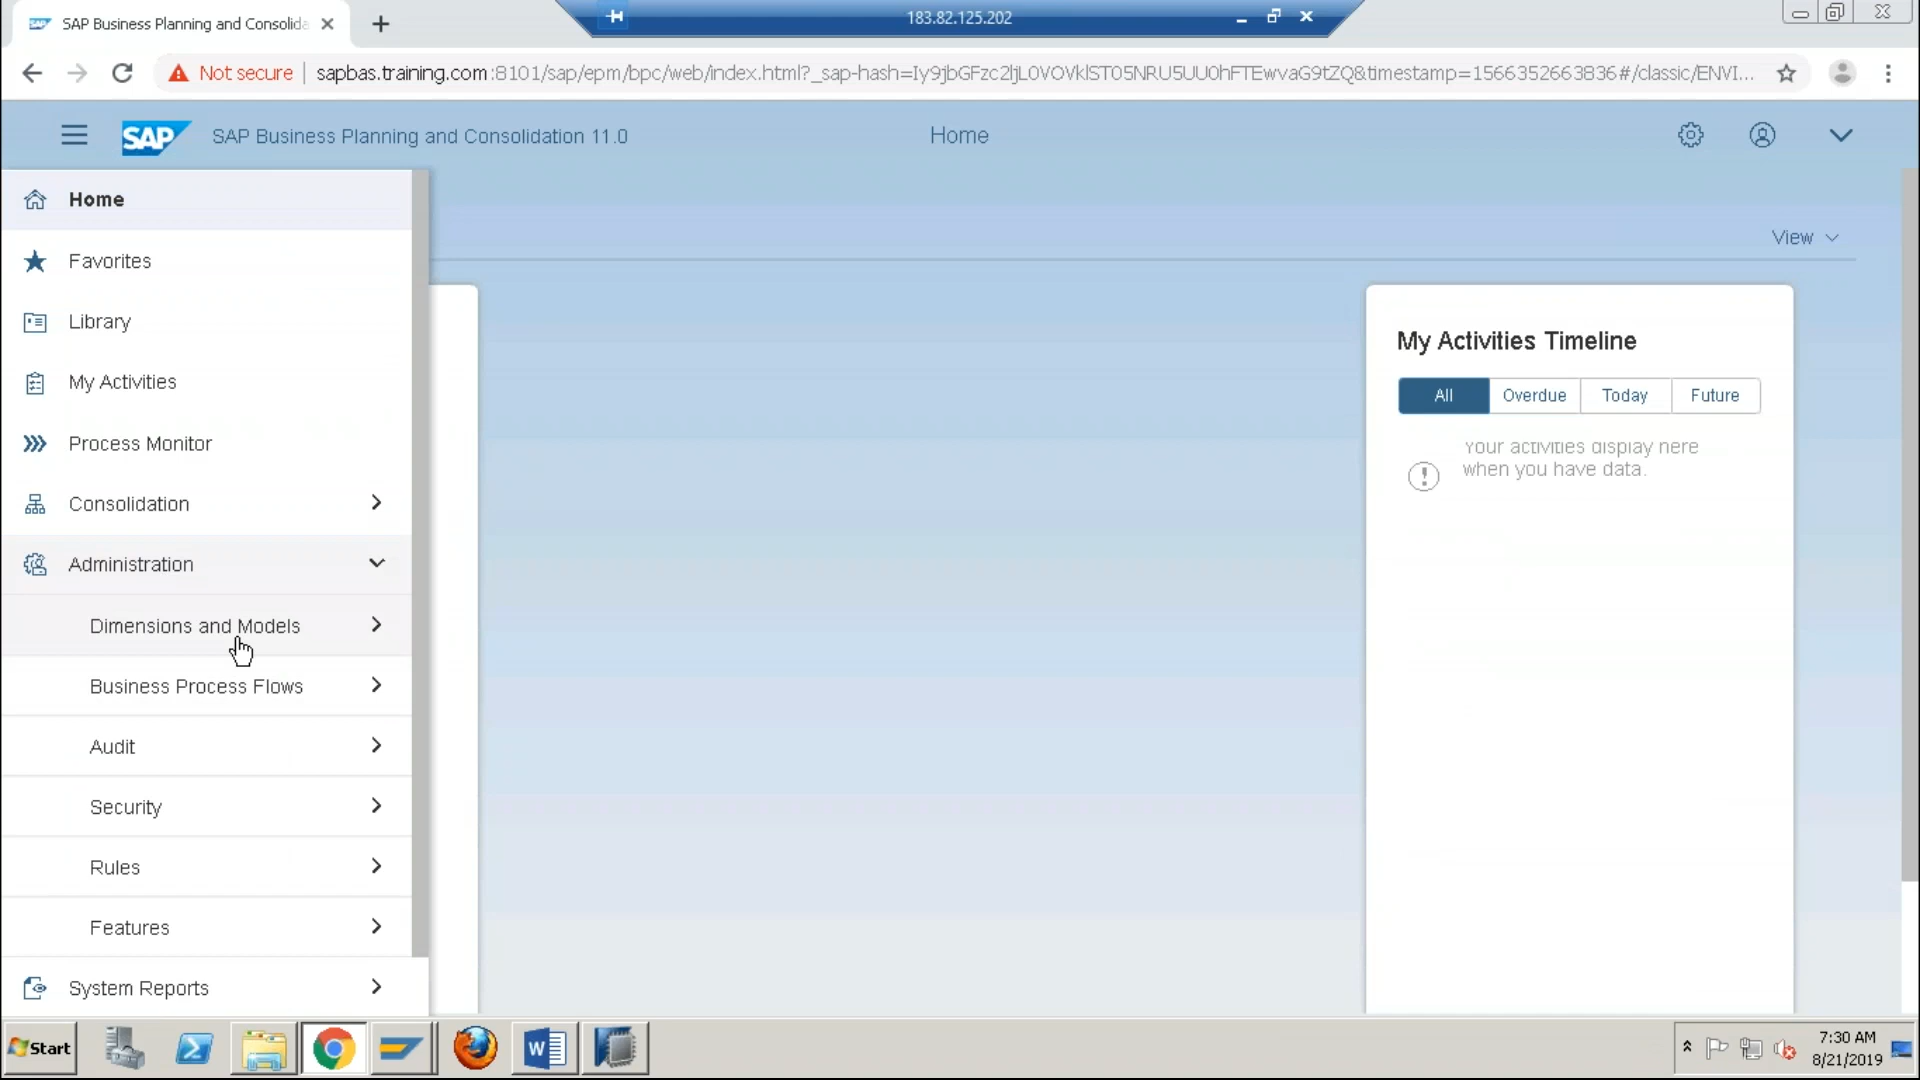 SAP Business Planning and Consolida
183.82.125.202
Not secure
sapbas.training.com:8101/sap/epm/bpc/web/index.html?_sap-hash=Iy9jbGFzc2ljL0VOVklST05NRU5UU0hFTEwvaG9tZQ&timestamp=1566352663836#/classic/ENVI...
SAP
SAP Business Planning and Consolidation 11.0
Home
Home
View
Favorites
Library
My Activities
Process Monitor
Consolidation
Administration
Dimensions and Models
Business Process Flows
Audit
Security
Rules
Features
System Reports
My Activities Timeline
All
Overdue
Today
Future
Your activities display here
when you have data.
Start
7:30 AM
8/21/2019